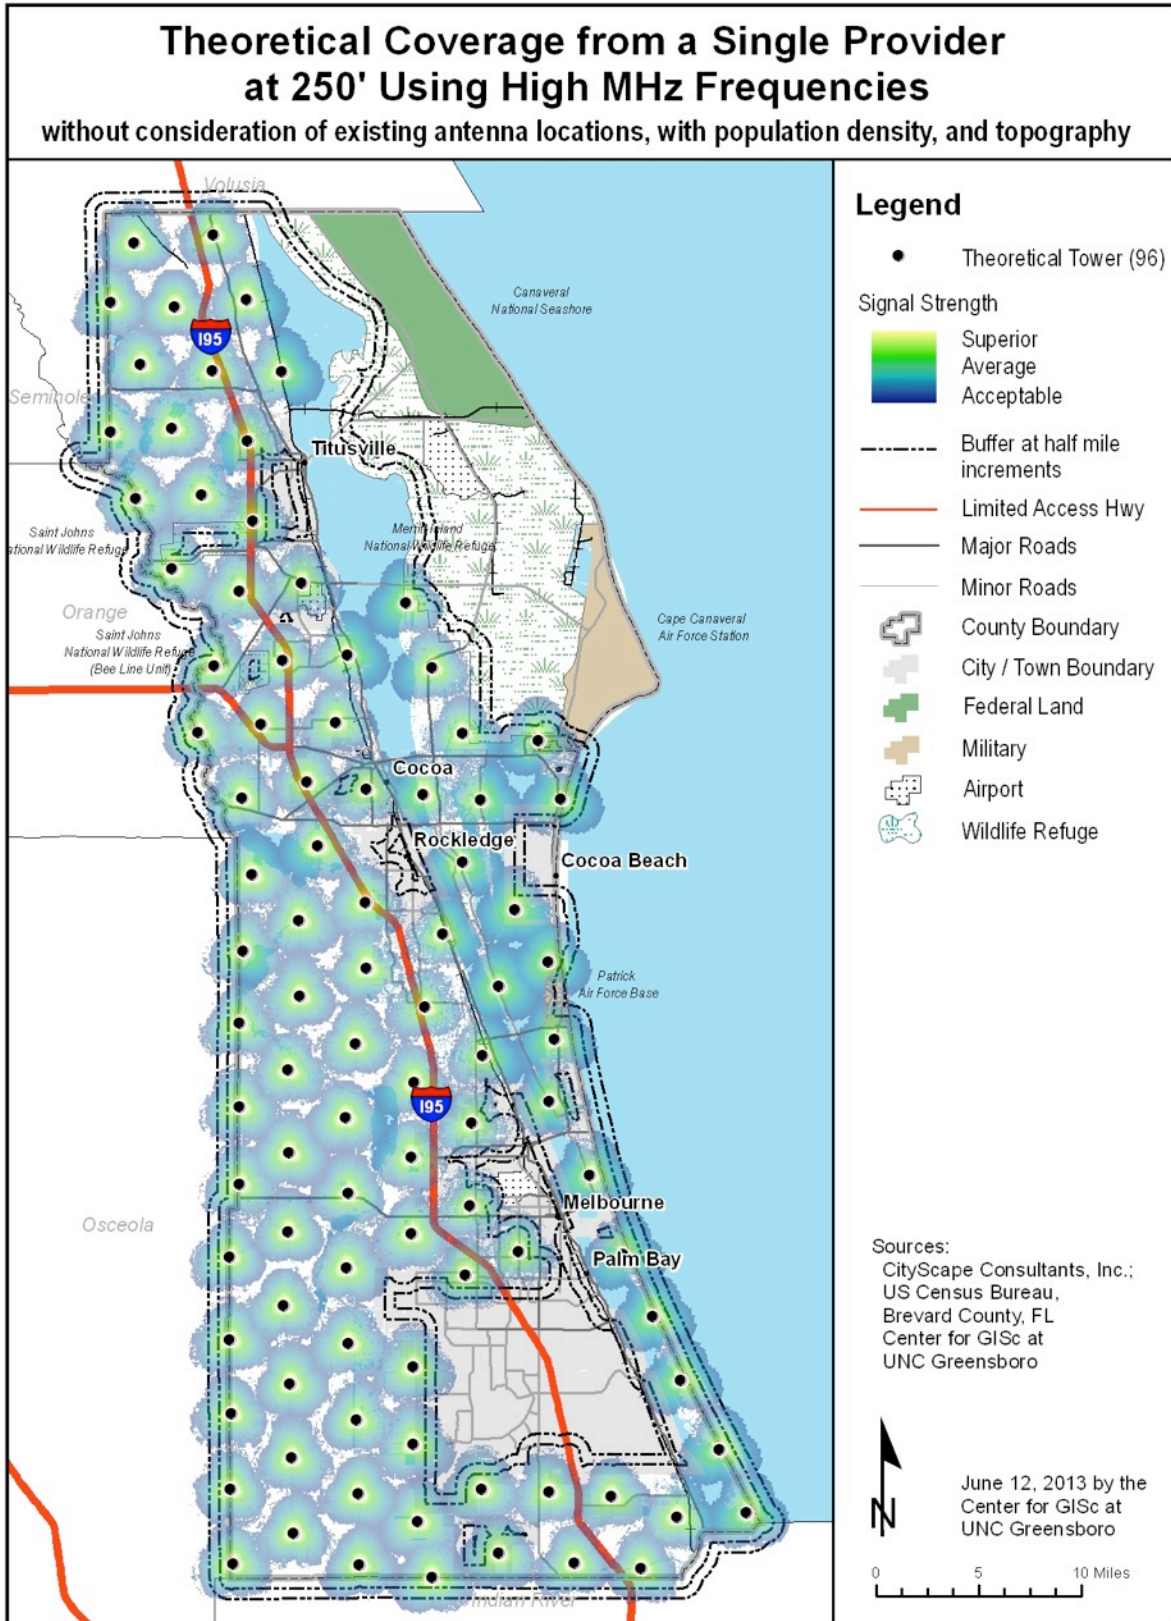 Theoretical Coverage from a Single Provider
at 250' Using High MHz Frequencies
without consideration of existing antenna locations, with population density, and topography
Volusia
Canaveral
National Seashore
I95
Seminole
Titusville
Saint Johns
National Wildlife Refuge
Merritt Island
National Wildlife Refuge
Orange
Saint Johns
National Wildlife Refuge
(Bee Line Unit)
Cape Canaveral
Air Force Station
Cocoa
Rockledge
Cocoa Beach
Patrick
Air Force Base
I95
Melbourne
Osceola
Palm Bay
Indian River
Legend
Theoretical Tower (96)
Signal Strength
Superior
Average
Acceptable
Buffer at half mile
increments
Limited Access Hwy
Major Roads
Minor Roads
County Boundary
City / Town Boundary
Federal Land
Military
Airport
Wildlife Refuge
Sources:
CityScape Consultants, Inc.;
US Census Bureau,
Brevard County, FL
Center for GISc at
UNC Greensboro
N
June 12, 2013 by the
Center for GISc at
UNC Greensboro
0 5 10 Miles